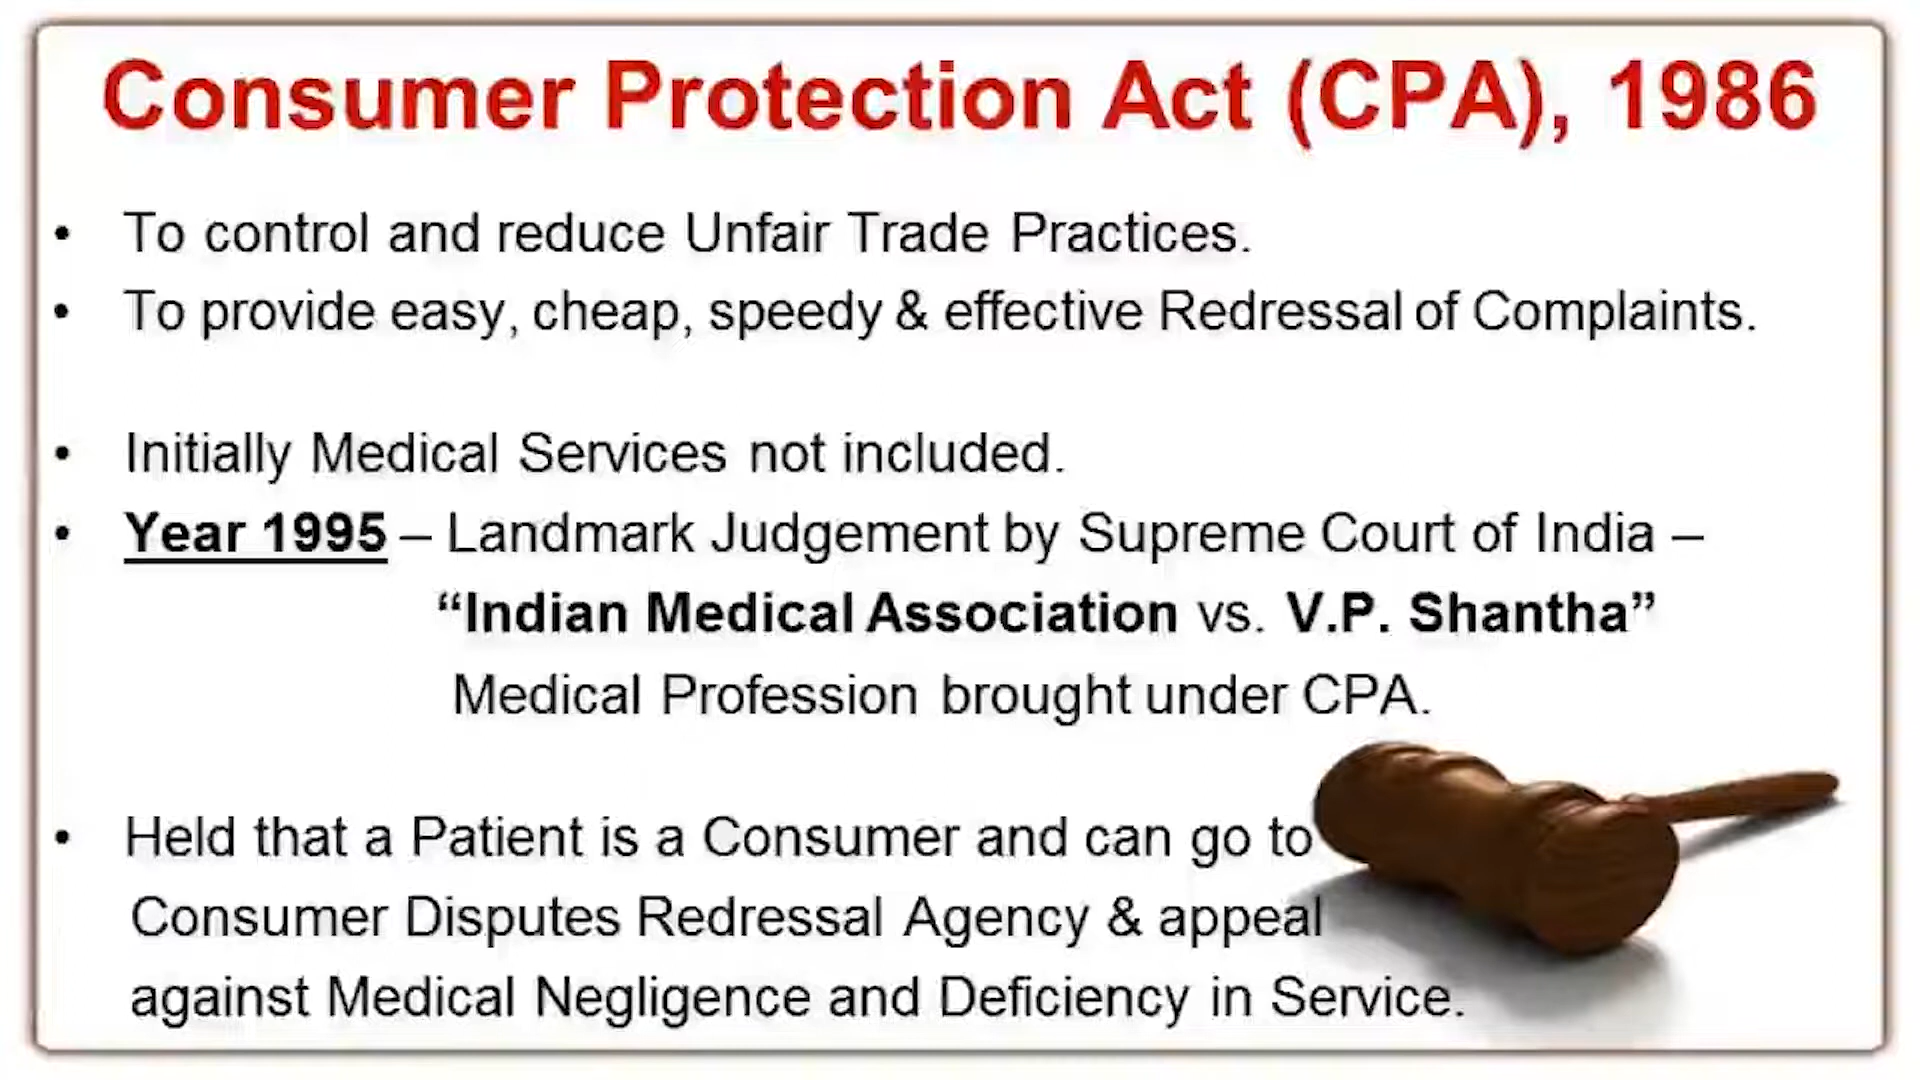 Consumer Protection Act (CPA), 1986
• To control and reduce Unfair Trade Practices.
• To provide easy, cheap, speedy & effective Redressal of Complaints.
• Initially Medical Services not included.
• Year 1995 – Landmark Judgement by Supreme Court of India –
“Indian Medical Association vs. V.P. Shantha”
Medical Profession brought under CPA.
• Held that a Patient is a Consumer and can go to
Consumer Disputes Redressal Agency & appeal
against Medical Negligence and Deficiency in Service.